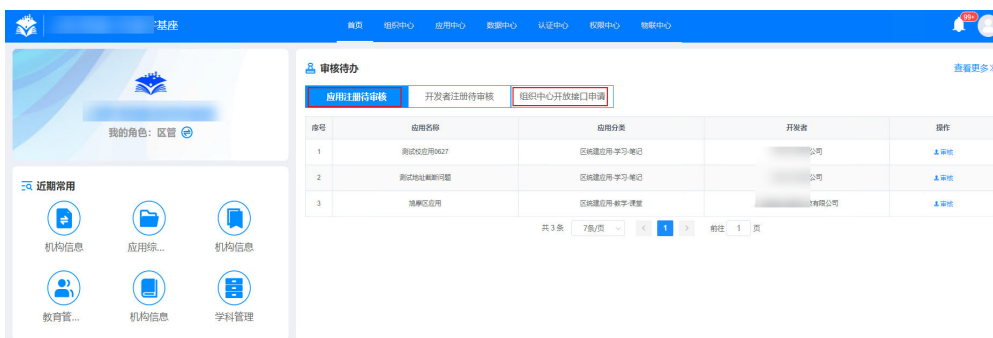 基座
首页 组织中心 应用中心 数据中心 认证中心 权限中心 物联中心
99+
审核待办
查看更多
应用注册待审核 开发者注册待审核 组织中心开放接口申请
我的角色：区管
序号 应用名称 应用分类 开发者 操作
1 测试校应用0627 区统建应用-学习-笔记 公司 审核
2 测试地址截断问题 区统建应用-学习-笔记 公司 审核
3 区应用 区统建应用-教学-课堂 有限公司 审核
共 3 条 7条/页 < 1 > 前往 1 页
近期常用
机构信息 应用综... 机构信息
教育管... 机构信息 学科管理